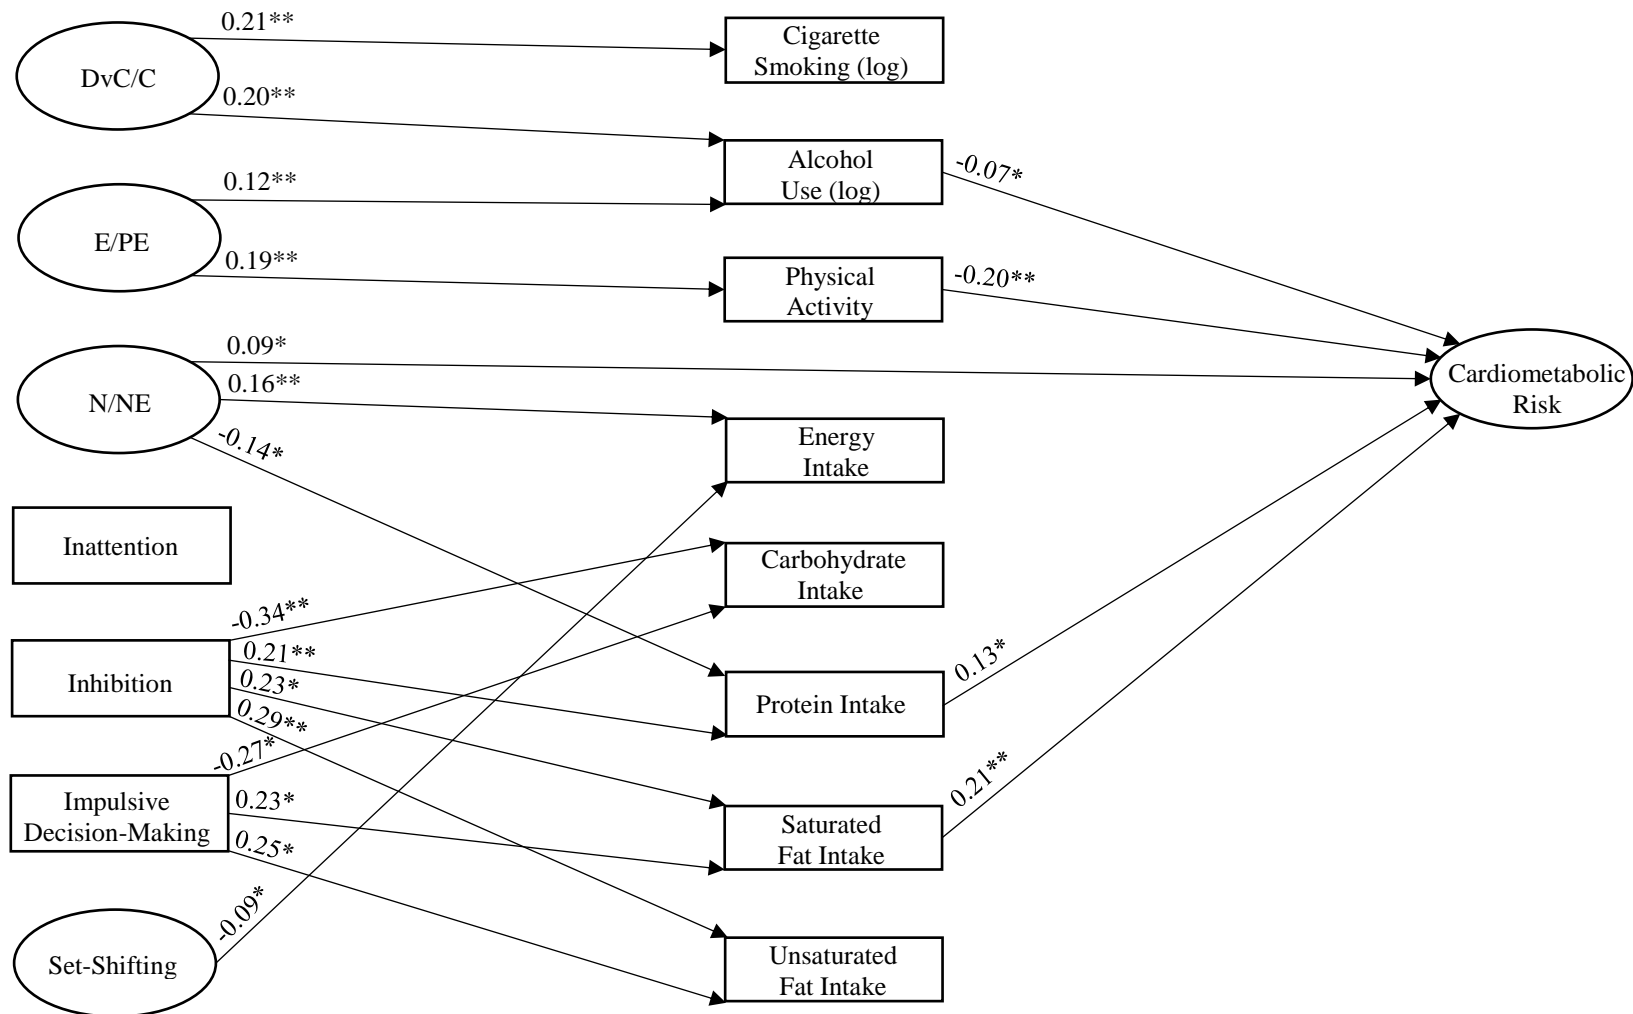 0.21**
Cigarette
Smoking (log)
DvC/C
0.20**
Alcohol
Use (log)
-0.07*
0.12**
E/PE
0.19**
Physical
Activity
-0.20**
0.09*
N/NE
0.16**
-0.14*
Energy
Intake
Cardiometabolic
Risk
Inattention
Carbohydrate
Intake
-0.34**
Inhibition
0.21**
0.23*
0.29**
Protein Intake
0.13*
-0.27*
Impulsive
Decision-Making
0.23*
0.25*
Saturated
Fat Intake
0.21**
-0.09*
Set-Shifting
Unsaturated
Fat Intake